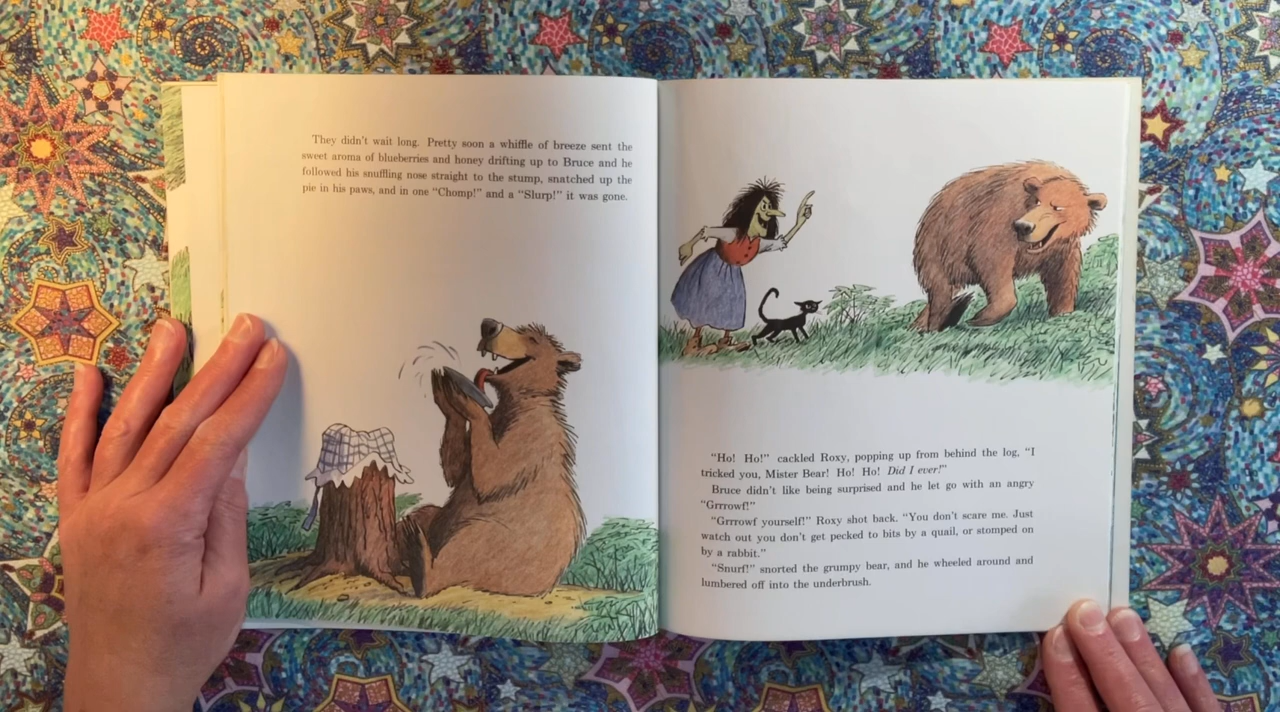 They didn't wait long. Pretty soon a whiffle of breeze sent the
sweet aroma of blueberries and honey drifting up to Bruce and he
followed his snuffling nose straight to the stump, snatched up the
pie in his paws, and in one "Chomp!" and a "Slurp!" it was gone.
"Ho! Ho!" cackled Roxy, popping up from behind the log, "I
tricked you, Mister Bear! Ho! Ho! Did I ever!"
Bruce didn't like being surprised and he let go with an angry
"Grrrowf!"
"Grrrowf yourself!" Roxy shot back. "You don't scare me. Just
watch out you don't get pecked to bits by a quail, or stomped on
by a rabbit."
"Snurf!" snorted the grumpy bear, and he wheeled around and
lumbered off into the underbrush.